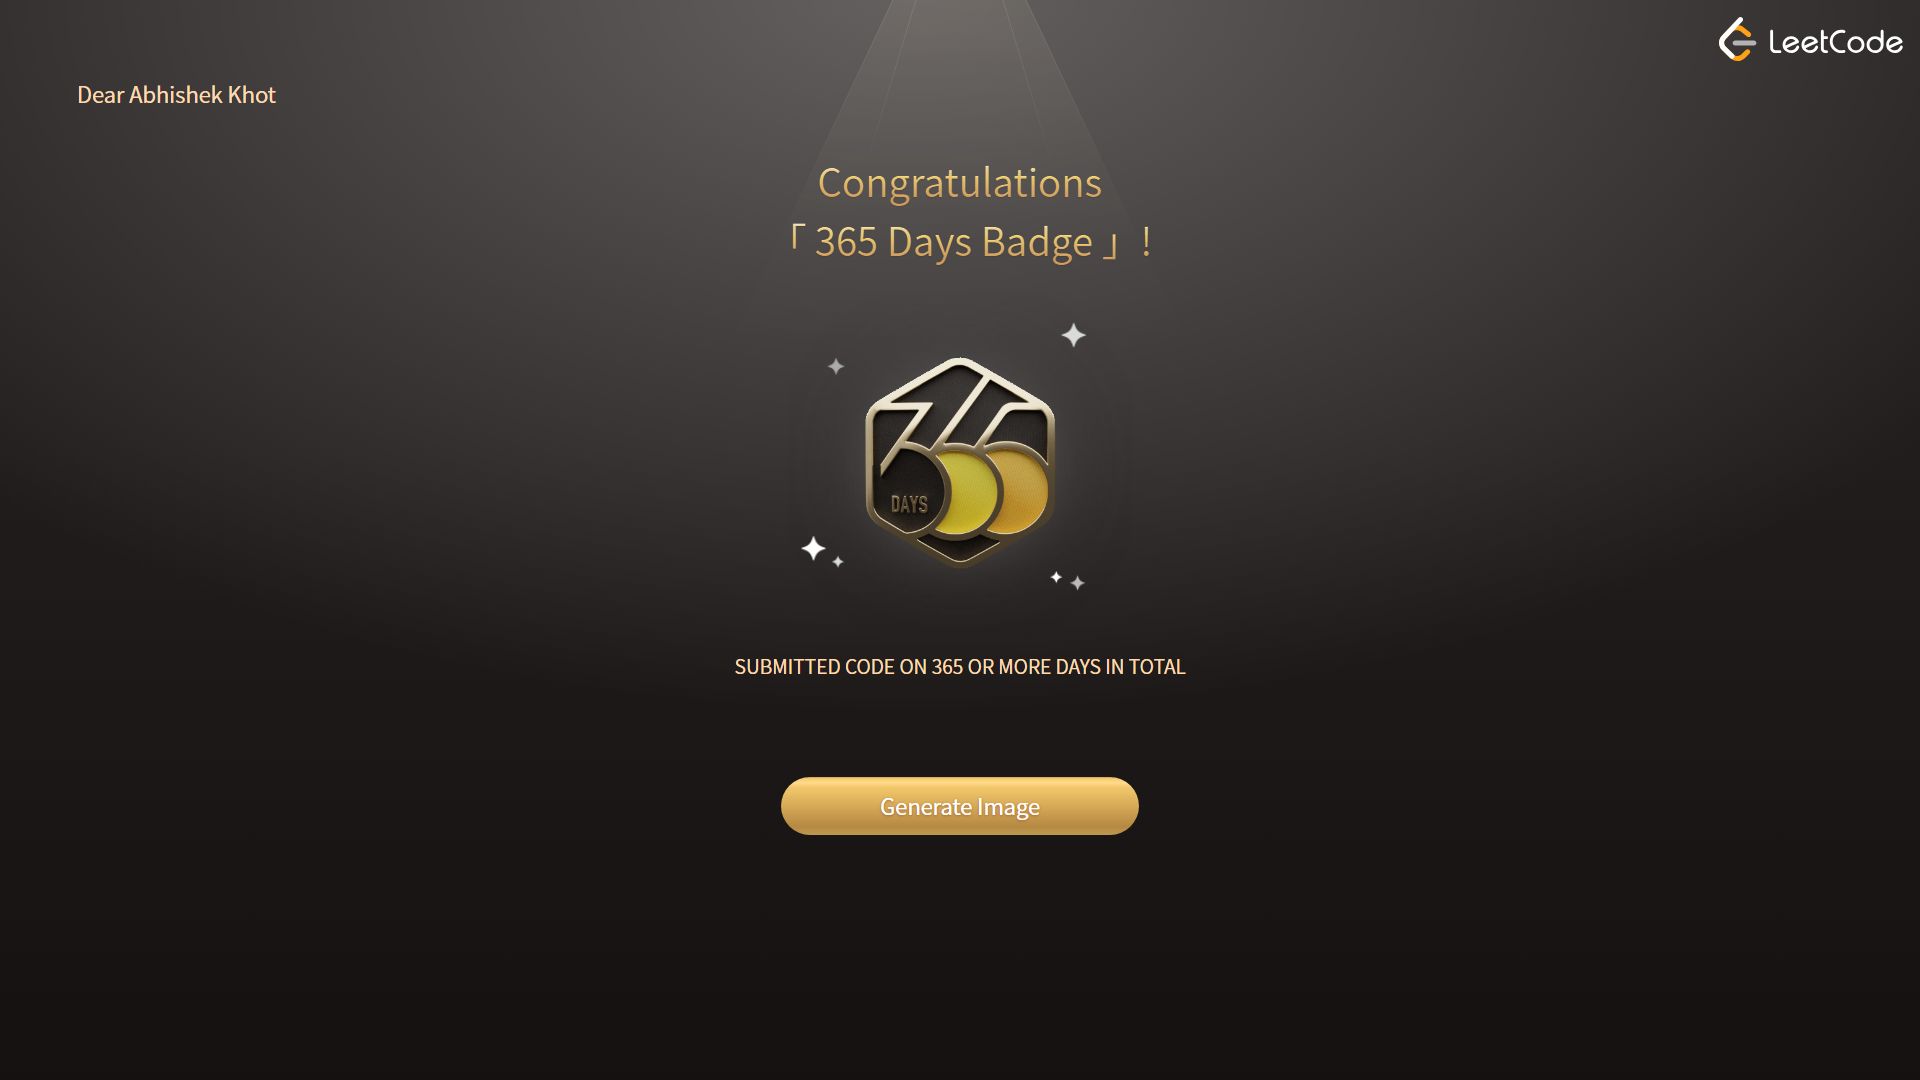 LeetCode
Dear Abhishek Khot
Congratulations
「 365 Days Badge 」 !
365
DAYS
SUBMITTED CODE ON 365 OR MORE DAYS IN TOTAL
Generate Image